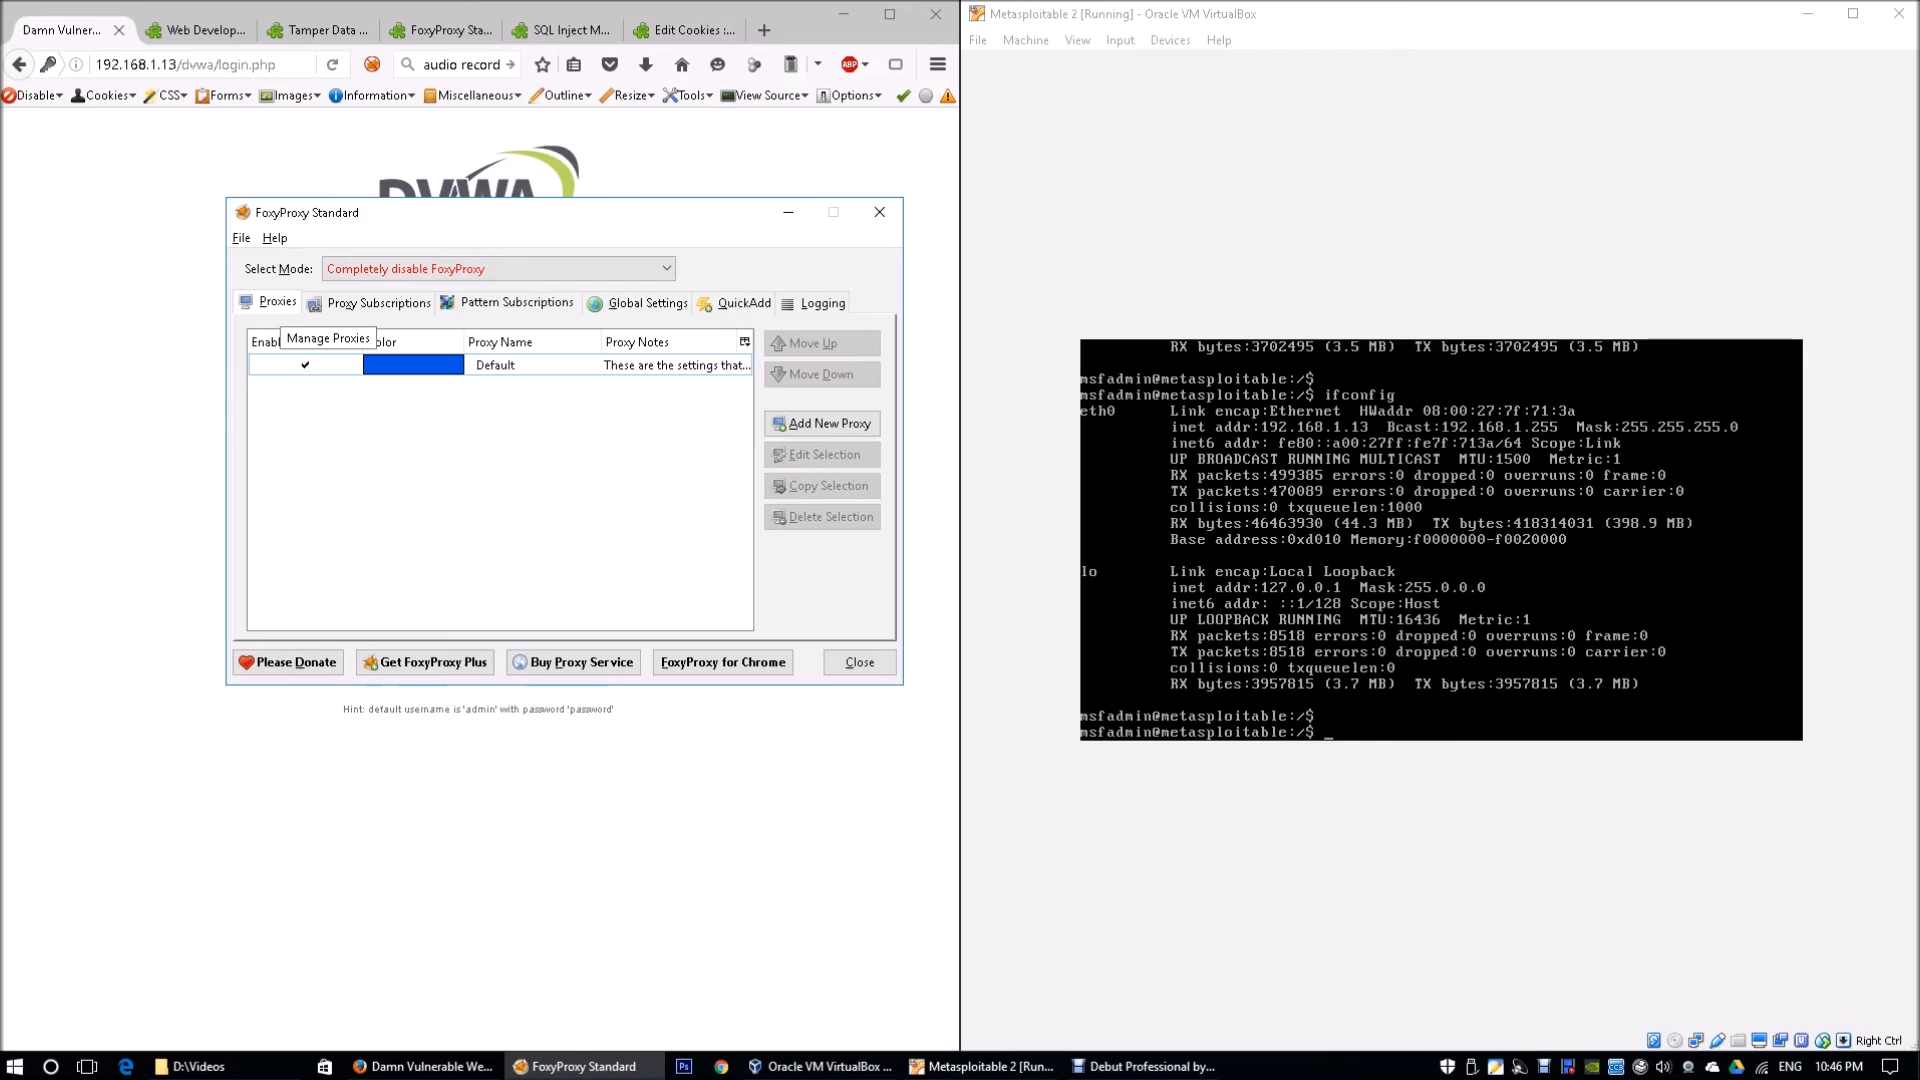 Damn Vulner...
Web Develop...
Tamper Data ...
FoxyProxy Sta...
SQL Inject M...
Edit Cookies :...
192.168.1.13/dvwa/login.php
audio record
ABP
Disable
Cookies
CSS
Forms
Images
Information
Miscellaneous
Outline
Resize
Tools
View Source
Options
DVWA
FoxyProxy Standard
File Help
Select Mode: Completely disable FoxyProxy
Proxies
Proxy Subscriptions
Pattern Subscriptions
Global Settings
QuickAdd
Logging
Manage Proxies
Enabl olor Proxy Name Proxy Notes
Default These are the settings that...
Move Up
Move Down
Add New Proxy
Edit Selection
Copy Selection
Delete Selection
Please Donate
Get FoxyProxy Plus
Buy Proxy Service
FoxyProxy for Chrome
Close
Hint: default username is 'admin' with password 'password'
Metasploitable 2 [Running] - Oracle VM VirtualBox
File Machine View Input Devices Help
RX bytes:3702495 (3.5 MB) TX bytes:3702495 (3.5 MB)
msfadmin@metasploitable:/$
msfadmin@metasploitable:/$ ifconfig
eth0 Link encap:Ethernet HWaddr 08:00:27:7f:71:3a
inet addr:192.168.1.13 Bcast:192.168.1.255 Mask:255.255.255.0
inet6 addr: fe80::a00:27ff:fe7f:713a/64 Scope:Link
UP BROADCAST RUNNING MULTICAST MTU:1500 Metric:1
RX packets:499385 errors:0 dropped:0 overruns:0 frame:0
TX packets:470089 errors:0 dropped:0 overruns:0 carrier:0
collisions:0 txqueuelen:1000
RX bytes:46463930 (44.3 MB) TX bytes:418314031 (398.9 MB)
Base address:0xd010 Memory:f0000000-f0020000
lo Link encap:Local Loopback
inet addr:127.0.0.1 Mask:255.0.0.0
inet6 addr: ::1/128 Scope:Host
UP LOOPBACK RUNNING MTU:16436 Metric:1
RX packets:8518 errors:0 dropped:0 overruns:0 frame:0
TX packets:8518 errors:0 dropped:0 overruns:0 carrier:0
collisions:0 txqueuelen:0
RX bytes:3957815 (3.7 MB) TX bytes:3957815 (3.7 MB)
msfadmin@metasploitable:/$
msfadmin@metasploitable:/$ _
Right Ctrl
D:\Videos
Damn Vulnerable We...
FoxyProxy Standard
Ps
Oracle VM VirtualBox ...
Metasploitable 2 [Run...
Debut Professional by...
ENG
10:46 PM